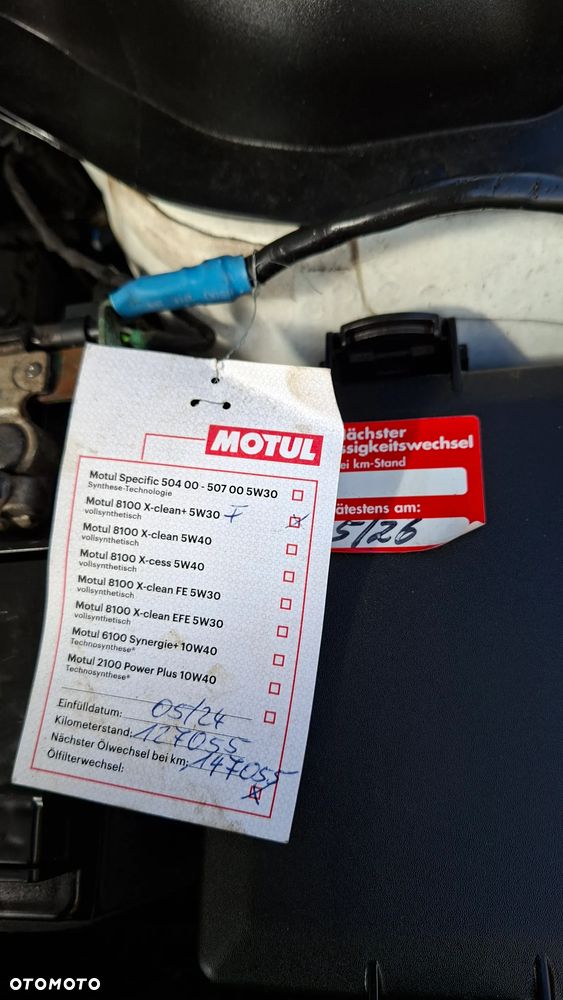 MOTUL
Motul Specific 504 00 - 507 00 5W30
Synthese-Technologie
Motul 8100 X-clean+ 5W30 F
vollsynthetisch
Motul 8100 X-clean 5W40
vollsynthetisch
Motul 8100 X-cess 5W40
vollsynthetisch
Motul 8100 X-clean FE 5W30
vollsynthetisch
Motul 8100 X-clean EFE 5W30
vollsynthetisch
Motul 6100 Synergie+ 10W40
Technosynthese®
Motul 2100 Power Plus 10W40
Technosynthese®
Einfülldatum: 05/24
Kilometerstand: 127055
Nächster Ölwechsel bei km: 147055
Ölfilterwechsel:
ächster
ssigkeitswechsel
ei km-Stand
ätestens am:
5/26
OTOMOTO